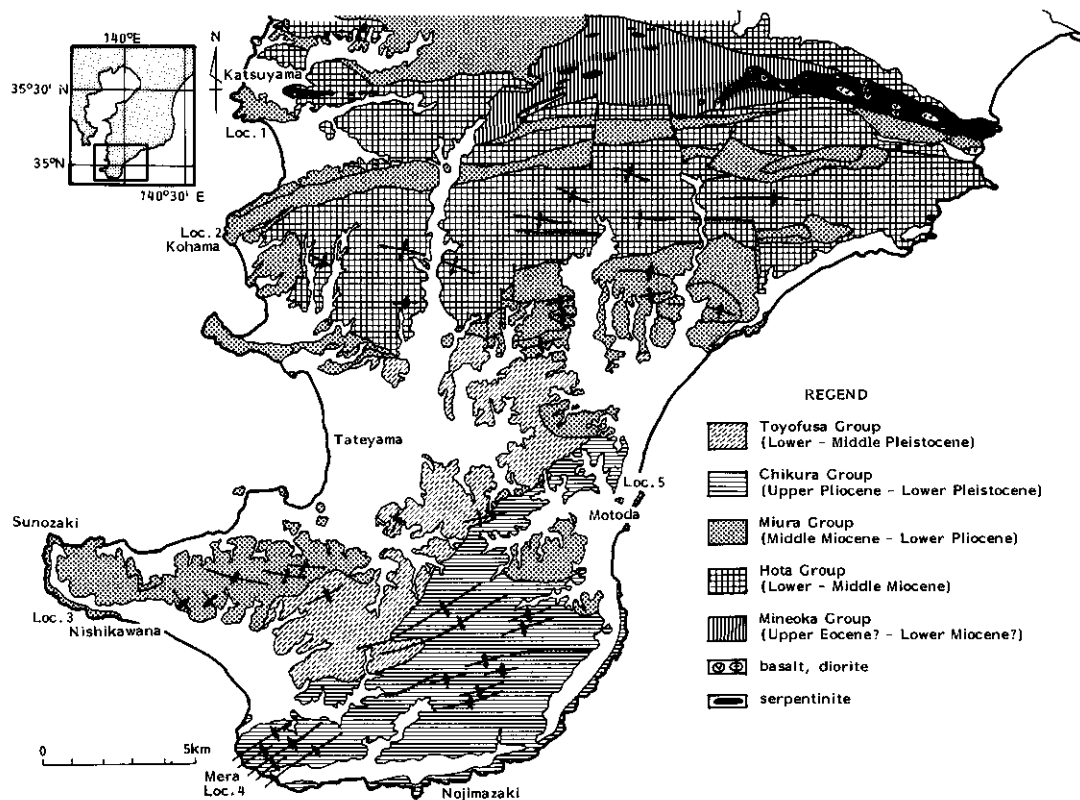 140°E
N
35°30' N
35°N
140°30' E
Katsuyama
Loc.1
Loc.2
Kohama
Tateyama
Loc.5
Motoda
Sunozaki
Loc.3
Nishikawana
Mera
Loc.4
Nojimazaki
0 5km
REGEND
Toyofusa Group
(Lower - Middle Pleistocene)
Chikura Group
(Upper Pliocene - Lower Pleistocene)
Miura Group
(Middle Miocene - Lower Pliocene)
Hota Group
(Lower - Middle Miocene)
Mineoka Group
(Upper Eocene? - Lower Miocene?)
basalt, diorite
serpentinite